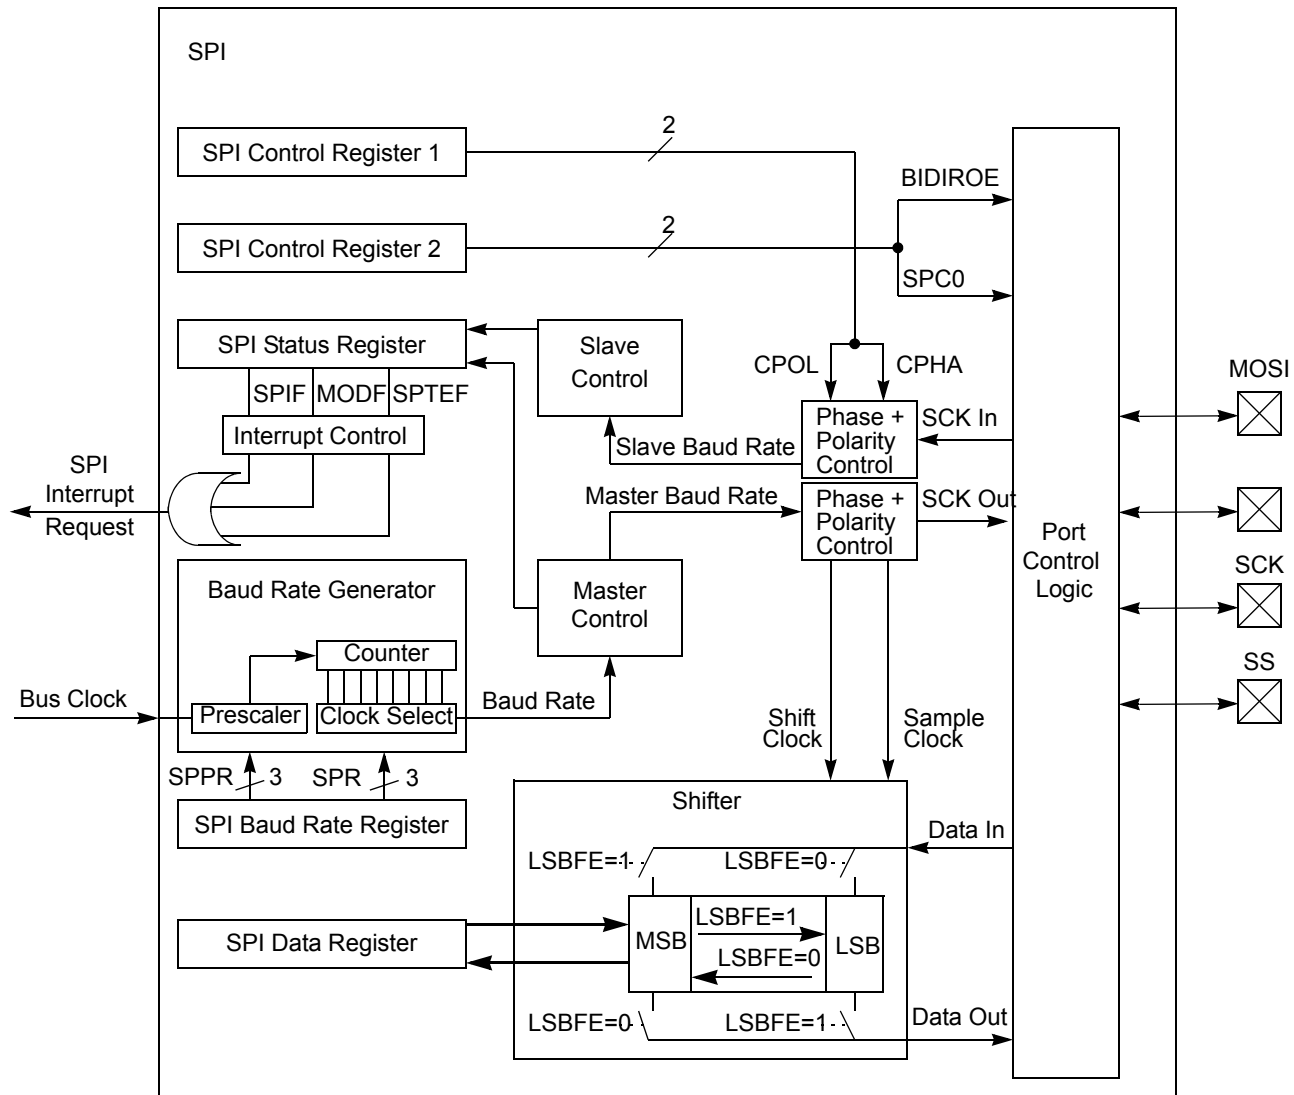 SPI
SPI Control Register 1
2
BIDIROE
SPI Control Register 2
2
SPC0
SPI Status Register
Slave
Control
CPOL
CPHA
MOSI
SPIF
MODF
SPTEF
Interrupt Control
Phase +
Polarity
Control
SCK In
Slave Baud Rate
SPI
Interrupt
Request
Master Baud Rate
Phase +
Polarity
Control
SCK Out
Port
Control
Logic
SCK
Baud Rate Generator
Master
Control
Counter
SS
Bus Clock
Prescaler
Clock Select
Baud Rate
Shift
Clock
Sample
Clock
SPPR
3
SPR
3
SPI Baud Rate Register
Shifter
Data In
LSBFE=1
LSBFE=0
SPI Data Register
MSB
LSBFE=1
LSBFE=0
LSB
LSBFE=0
LSBFE=1
Data Out